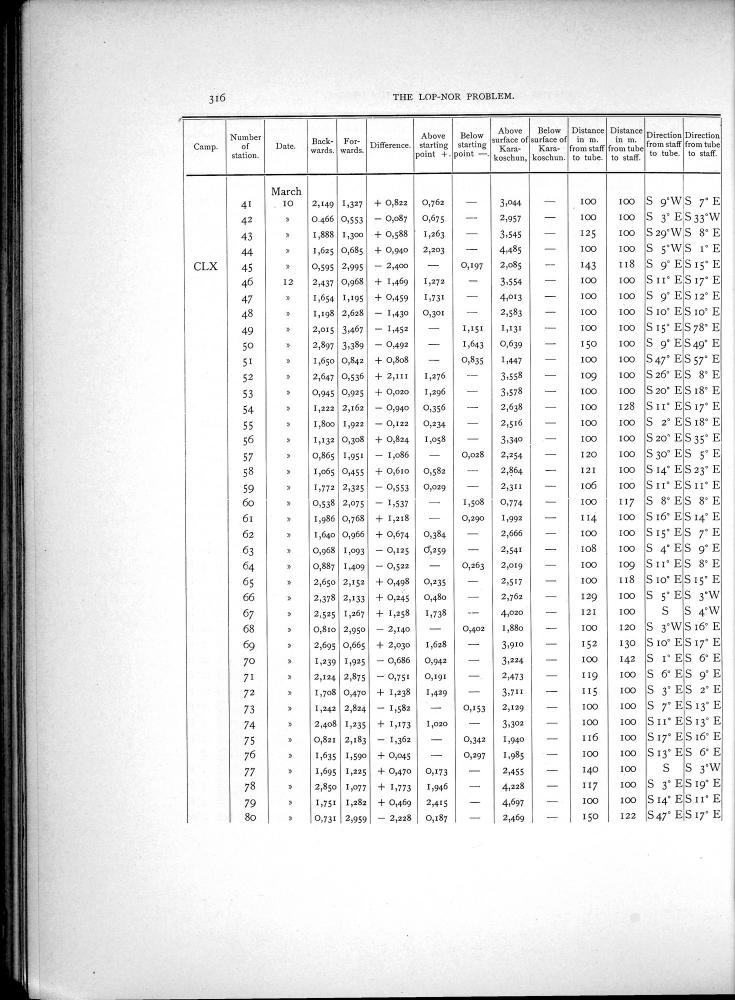 316 THE LOP-NOR PROBLEM.
Camp. Number of station. Date. Back- wards. For- wards. Difference. Above starting point +. Below starting point —. Above surface of Kara- koschun, Below surface of Kara- koschun. Distance in m. from staff to tube. Distance in m. from tube to staff. Direction from staff to tube. Direction from tube to staff.
March
41 10 2,149 1,327 + 0,822 0,762 — 3,044 — 100 100 S 9° W S 7° E
42 » 0.466 0,553 — 0,087 0,675 — 2,957 — 100 100 S 3° E S 33° W
43 » 1,888 1,300 + 0,588 1,263 — 3,545 — 125 100 S 29° W S 8° E
44 » 1,625 0,685 + 0,940 2,203 — 4,485 — 100 100 S 5° W S 1° E
CLX 45 » 0,595 2,995 — 2,400 — 0,197 2,085 — 143 118 S 9° E S 15° E
46 12 2,437 0,968 + 1,469 1,272 — 3,554 — 100 100 S 11° E S 17° E
47 » 1,654 1,195 + 0,459 1,731 — 4,013 — 100 100 S 9° E S 12° E
48 » 1,198 2,628 — 1,430 0,301 — 2,583 — 100 100 S 10° E S 10° E
49 » 2,015 3,467 — 1,452 — 1,151 1,131 — 100 100 S 15° E S 78° E
50 » 2,897 3,389 — 0,492 — 1,643 0,639 — 150 100 S 9° E S 49° E
51 » 1,650 0,842 + 0,808 — 0,835 1,447 — 100 100 S 47° E S 57° E
52 » 2,647 0,536 + 2,111 1,276 — 3,558 — 109 100 S 26° E S 8° E
53 » 0,945 0,925 + 0,020 1,296 — 3,578 — 100 100 S 20° E S 18° E
54 » 1,222 2,162 — 0,940 0,356 — 2,638 — 100 128 S 11° E S 17° E
55 » 1,800 1,922 — 0,122 0,234 — 2,516 — 100 100 S 2° E S 18° E
56 » 1,132 0,308 + 0,824 1,058 — 3,340 — 100 100 S 20° E S 35° E
57 » 0,865 1,951 — 1,086 — 0,028 2,254 — 120 100 S 30° E S 5° E
58 » 1,065 0,455 + 0,610 0,582 — 2,864 — 121 100 S 14° E S 23° E
59 » 1,772 2,325 — 0,553 0,029 — 2,311 — 106 100 S 11° E S 11° E
60 » 0,538 2,075 — 1,537 — 1,508 0,774 — 100 117 S 8° E S 8° E
61 » 1,986 0,768 + 1,218 — 0,290 1,992 — 114 100 S 16° E S 14° E
62 » 1,640 0,966 + 0,674 0,384 — 2,666 — 100 100 S 15° E S 7° E
63 » 0,968 1,093 — 0,125 0,259 — 2,541 — 108 100 S 4° E S 9° E
64 » 0,887 1,409 — 0,522 — 0,263 2,019 — 100 109 S 11° E S 8° E
65 » 2,650 2,152 + 0,498 0,235 — 2,517 — 100 118 S 10° E S 15° E
66 » 2,378 2,133 + 0,245 0,480 — 2,762 — 129 100 S 5° E S 3° W
67 » 2,525 1,267 + 1,258 1,738 — 4,020 — 121 100 S S 4° W
68 » 0,810 2,950 — 2,140 — 0,402 1,880 — 100 120 S 3° W S 16° E
69 » 2,695 0,665 + 2,030 1,628 — 3,910 — 152 130 S 10° E S 17° E
70 » 1,239 1,925 — 0,686 0,942 — 3,224 — 100 142 S 1° E S 6° E
71 » 2,124 2,875 — 0,751 0,191 — 2,473 — 119 100 S 6° E S 9° E
72 » 1,708 0,470 + 1,238 1,429 — 3,711 — 115 100 S 3° E S 2° E
73 » 1,242 2,824 — 1,582 — 0,153 2,129 — 100 100 S 7° E S 13° E
74 » 2,408 1,235 + 1,173 1,020 — 3,302 — 100 100 S 11° E S 13° E
75 » 0,821 2,183 — 1,362 — 0,342 1,940 — 116 100 S 17° E S 16° E
76 » 1,635 1,590 + 0,045 — 0,297 1,985 — 100 100 S 13° E S 6° E
77 » 1,695 1,225 + 0,470 0,173 — 2,455 — 140 100 S S 3° W
78 » 2,850 1,077 + 1,773 1,946 — 4,228 — 117 100 S 3° E S 19° E
79 » 1,751 1,282 + 0,469 2,415 — 4,697 — 100 100 S 14° E S 11° E
80 » 0,731 2,959 — 2,228 0,187 — 2,469 — 150 122 S 47° E S 17° E